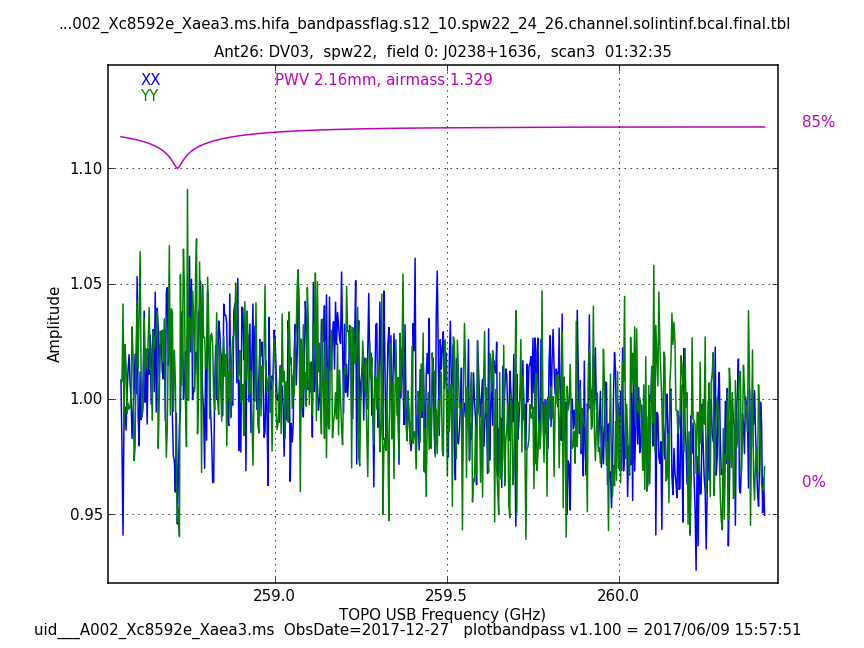 ...002_Xc8592e_Xaea3.ms.hifa_bandpassflag.s12_10.spw22_24_26.channel.solintinf.bcal.final.tbl
Ant26: DV03,  spw22,  field 0: J0238+1636,  scan3  01:32:35
XX
YY
PWV 2.16mm, airmass 1.329
85%
0%
1.10
1.05
1.00
0.95
Amplitude
259.0
259.5
260.0
TOPO USB Frequency (GHz)
uid___A002_Xc8592e_Xaea3.ms  ObsDate=2017-12-27   plotbandpass v1.100 = 2017/06/09 15:57:51